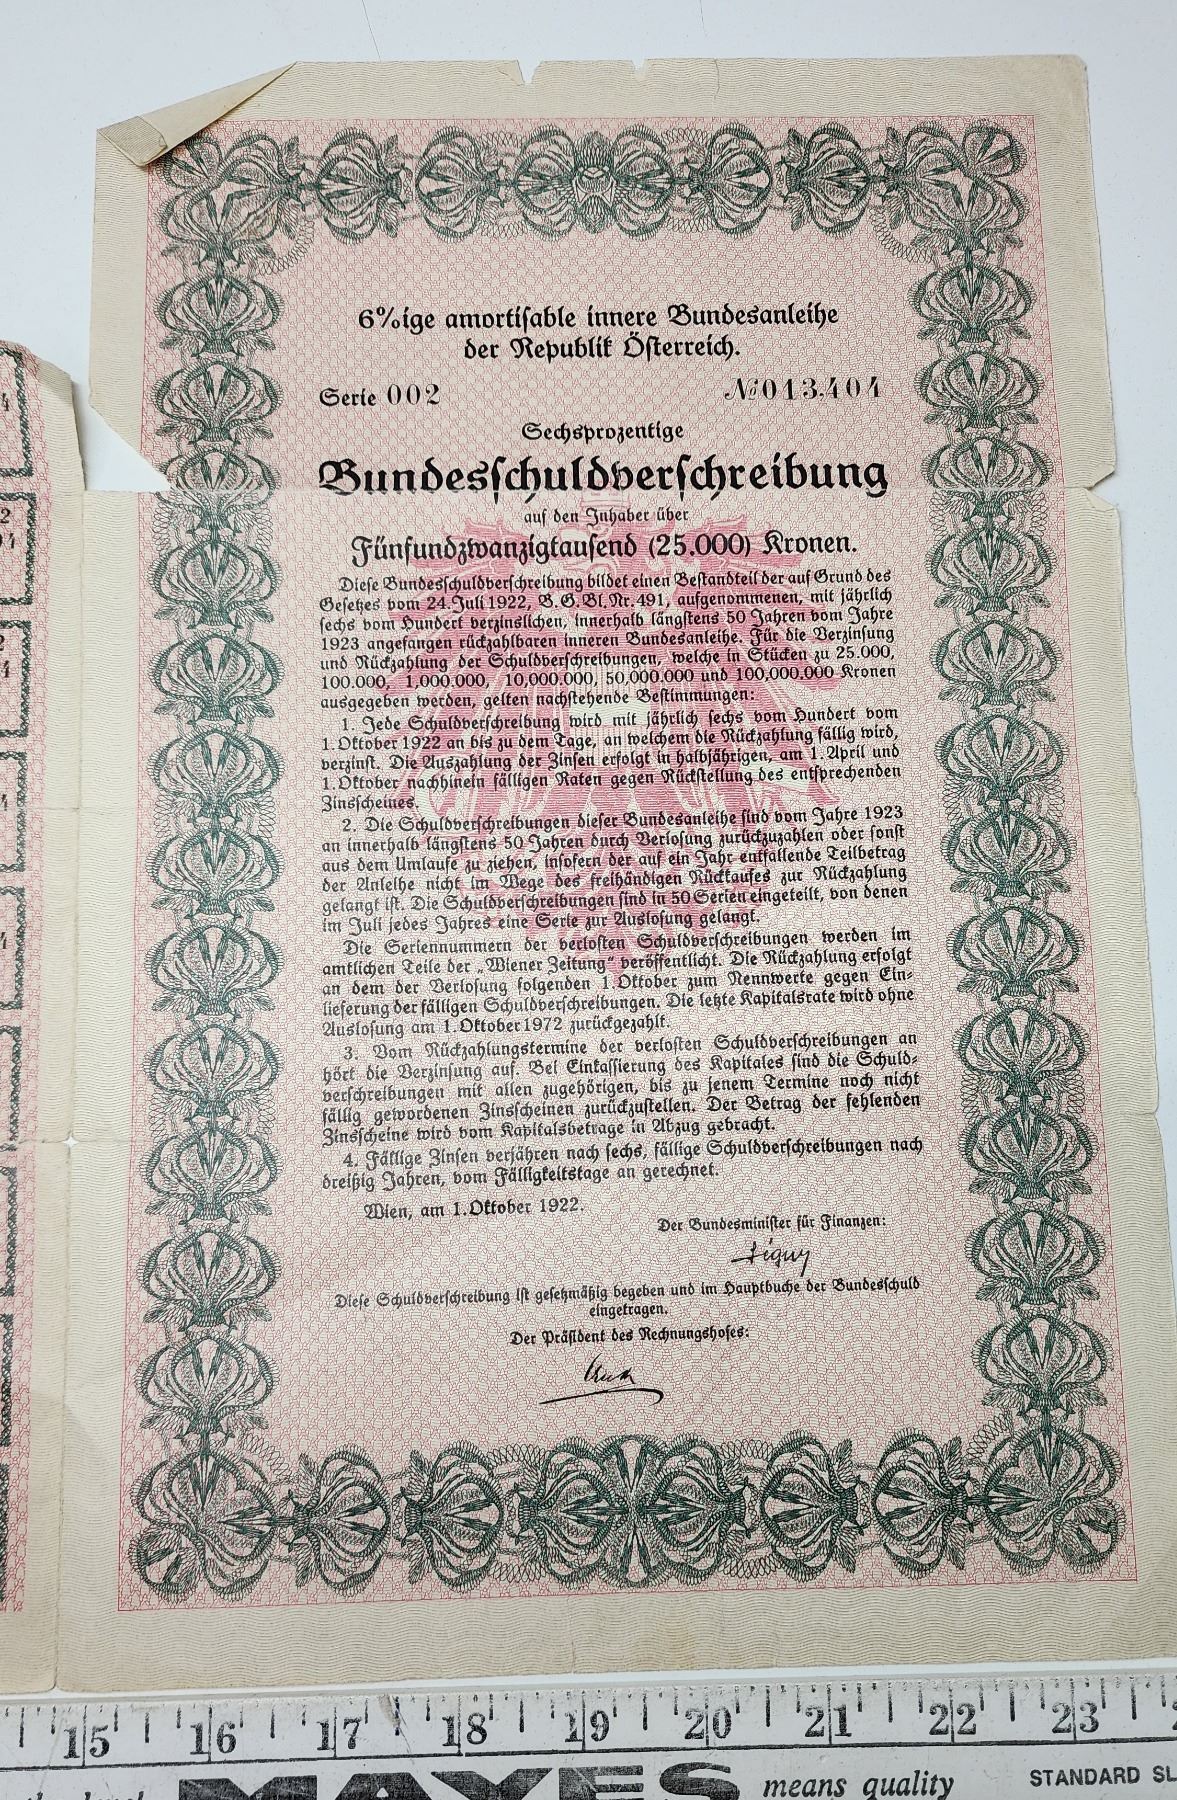 6%ige amortisable innere Bundesanleihe
der Republik Österreich.
Serie 002 № 013,404
Sechsprozentige
Bundesschuldverschreibung
auf den Inhaber über
Fünfundzwanzigtausend (25.000) Kronen.
Diese Bundesschuldverschreibung bildet einen Bestandteil der auf Grund des
Gesetzes vom 24. Juli 1922, B. G. Bl. Nr. 491, aufgenommenen, mit jährlich
sechs vom Hundert verzinslichen, innerhalb längstens 50 Jahren vom Jahre
1923 angefangen rückzahlbaren inneren Bundesanleihe. Für die Verzinsung
und Rückzahlung der Schuldverschreibungen, welche in Stücken zu 25.000,
100.000, 1,000.000, 10,000.000, 50,000.000 und 100,000.000 Kronen
ausgegeben werden, gelten nachstehende Bestimmungen:
1. Jede Schuldverschreibung wird mit jährlich sechs vom Hundert vom
1. Oktober 1922 an bis zu dem Tage, an welchem die Rückzahlung fällig wird,
verzinst. Die Auszahlung der Zinsen erfolgt in halbjährigen, am 1. April und
1. Oktober nachhinein fälligen Raten gegen Rückstellung des entsprechenden
Zinsscheines.
2. Die Schuldverschreibungen dieser Bundesanleihe sind vom Jahre 1923
an innerhalb längstens 50 Jahren durch Verlosung zurückzuzahlen oder sonst
aus dem Umlaufe zu ziehen, insofern der auf ein Jahr entfallende Teilbetrag
der Anleihe nicht im Wege des freihändigen Rückkaufes zur Rückzahlung
gelangt ist. Die Schuldverschreibungen sind in 50 Serien eingeteilt, von denen
im Juli jedes Jahres eine Serie zur Auslosung gelangt.
Die Seriennummern der verlosten Schuldverschreibungen werden im
amtlichen Teile der „Wiener Zeitung“ veröffentlicht. Die Rückzahlung erfolgt
an dem der Verlosung folgenden 1. Oktober zum Nennwerte gegen Ein-
lieferung der fälligen Schuldverschreibungen. Die letzte Kapitalsrate wird ohne
Auslosung am 1. Oktober 1972 zurückgezahlt.
3. Vom Rückzahlungstermine der verlosten Schuldverschreibungen an
hört die Verzinsung auf. Bei Einkassierung des Kapitales sind die Schuld-
verschreibungen mit allen zugehörigen, bis zu jenem Termine noch nicht
fällig gewordenen Zinsscheinen zurückzustellen. Der Betrag der fehlenden
Zinsscheine wird vom Kapitalsbetrage in Abzug gebracht.
4. Fällige Zinsen verjähren nach sechs, fällige Schuldverschreibungen nach
dreißig Jahren, vom Fälligkeitstage an gerechnet.
Wien, am 1. Oktober 1922.
Der Bundesminister für Finanzen:
Ségur
Diese Schuldverschreibung ist gesetzmäßig begeben und im Hauptbuche der Bundesschuld
eingetragen.
Der Präsident des Rechnungshofes:
15 16 17 18 19 20 21 22 23
MAYES means quality STANDARD SL